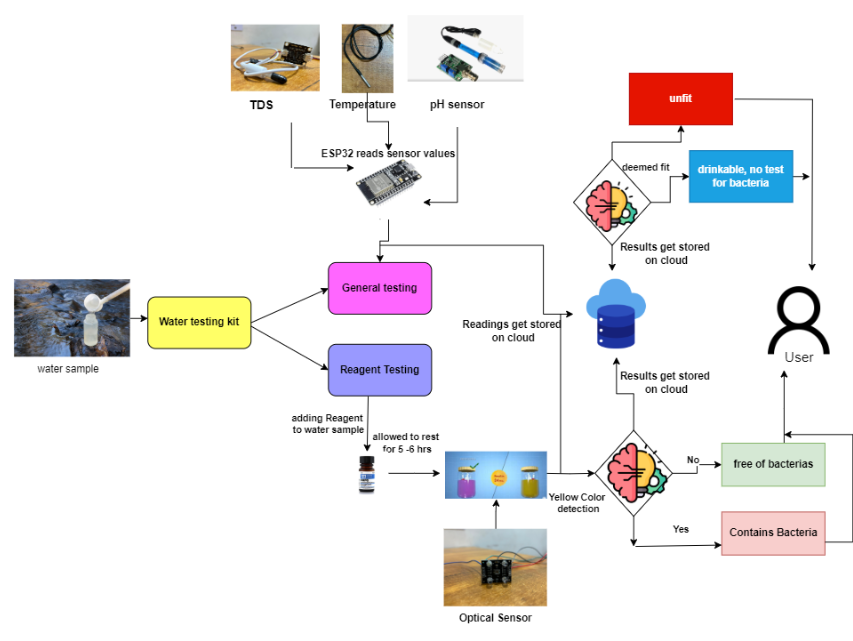 TDS
Temperature
pH sensor
ESP32 reads sensor values
unfit
deemed fit
drinkable, no test
for bacteria
Results get stored
on cloud
General testing
Water testing kit
Readings get stored
on cloud
User
water sample
Reagent Testing
Results get stored
on cloud
adding Reagent
to water sample
allowed to rest
for 5 -6 hrs
No
free of bacterias
Yellow Color
detection
Yes
Contains Bacteria
Optical Sensor